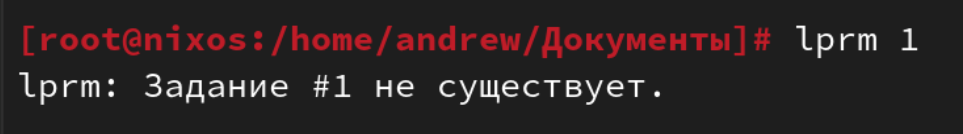 [root@nixos:/home/andrew/Документы]# lprm 1
lprm: Задание #1 не существует.